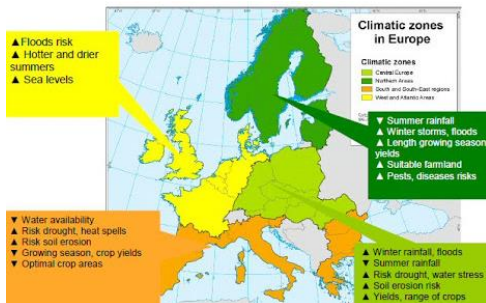 Climatic zones
in Europe
Climatic zones
Central Europe
Northern Areas
South and South-East regions
West and Atlantic Areas
▲Floods risk
▲ Hotter and drier
summers
▲ Sea levels
▼ Summer rainfall
▲ Winter storms, floods
▲ Length growing season,
yields
▲ Suitable farmland
▲ Pests, diseases risks
▼ Water availability
▲ Risk drought, heat spells
▲ Risk soil erosion
▼ Growing season, crop yields
▼ Optimal crop areas
▲ Winter rainfall, floods
▼ Summer rainfall
▲ Risk drought, water stress
▲ Soil erosion risk
▲ Yields, range of crops